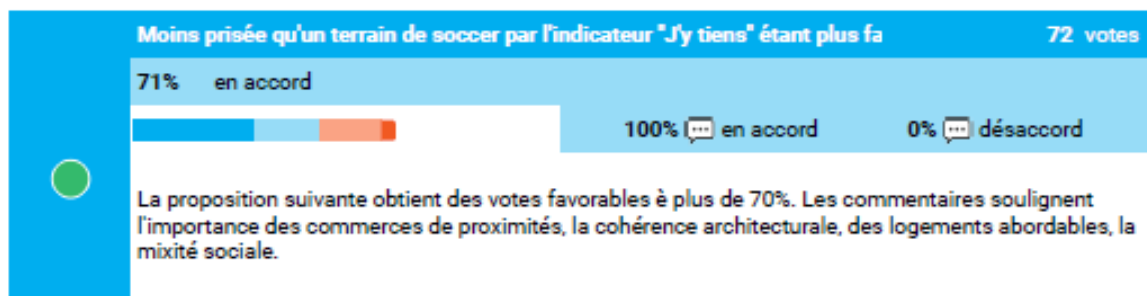 Moins prisée qu'un terrain de soccer par l'indicateur "J'y tiens" étant plus fa
72 votes
71% en accord
100% en accord
0% désaccord
La proposition suivante obtient des votes favorables è plus de 70%. Les commentaires soulignent
l'importance des commerces de proximités, la cohérence architecturale, des logements abordables, la
mixité sociale.